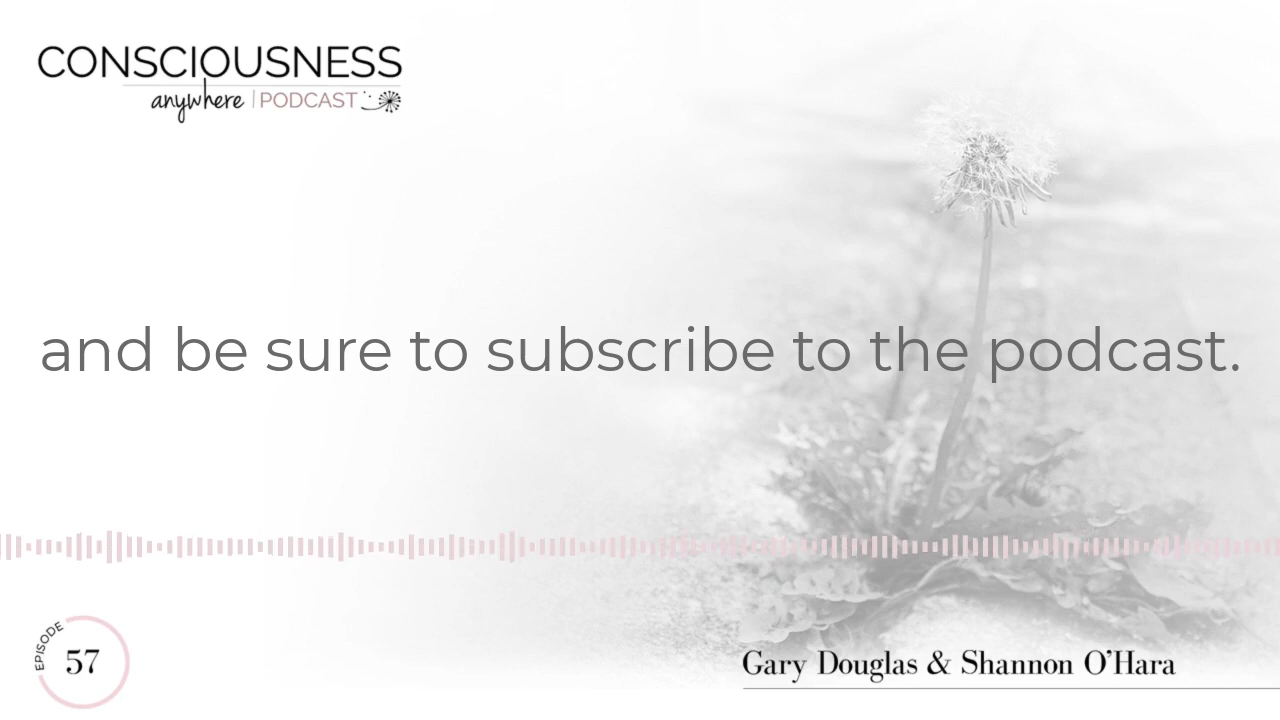 CONSCIOUSNESS
anywhere | PODCAST
and be sure to subscribe to the podcast.
EPISODE
57
Gary Douglas & Shannon O'Hara